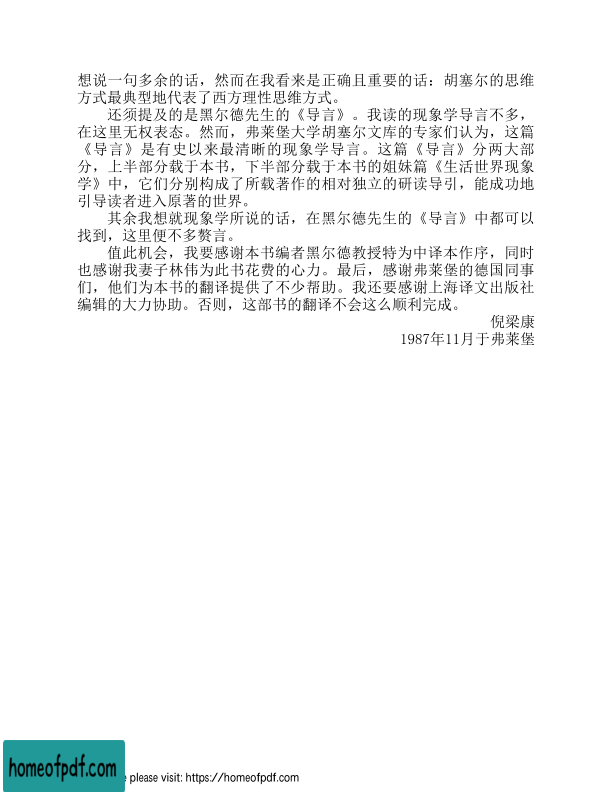 想说一句多余的话，然而在我看来是正确且重要的话：胡塞尔的思维
方式最典型地代表了西方理性思维方式。
还须提及的是黑尔德先生的《导言》。我读的现象学导言不多，
在这里无权表态。然而，弗莱堡大学胡塞尔文库的专家们认为，这篇
《导言》是有史以来最清晰的现象学导言。这篇《导言》分两大部
分，上半部分载于本书，下半部分载于本书的姐妹篇《生活世界现象
学》中，它们分别构成了所载著作的相对独立的研读导引，能成功地
引导读者进入原著的世界。
其余我想就现象学所说的话，在黑尔德先生的《导言》中都可以
找到，这里便不多赘言。
值此机会，我要感谢本书编者黑尔德教授特为中译本作序，同时
也感谢我妻子林伟为此书花费的心力。最后，感谢弗莱堡的德国同事
们，他们为本书的翻译提供了不少帮助。我还要感谢上海译文出版社
编辑的大力协助。否则，这部书的翻译不会这么顺利完成。
倪梁康
1987年11月于弗莱堡
homeofpdf.com
please visit: https://homeofpdf.com